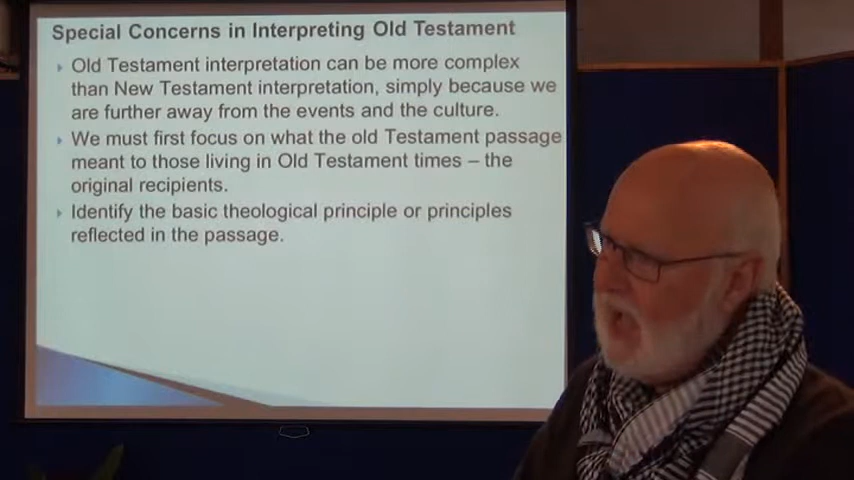 Special Concerns in Interpreting Old Testament
Old Testament interpretation can be more complex
than New Testament interpretation, simply because we
are further away from the events and the culture.
We must first focus on what the old Testament passage
meant to those living in Old Testament times – the
original recipients.
Identify the basic theological principle or principles
reflected in the passage.